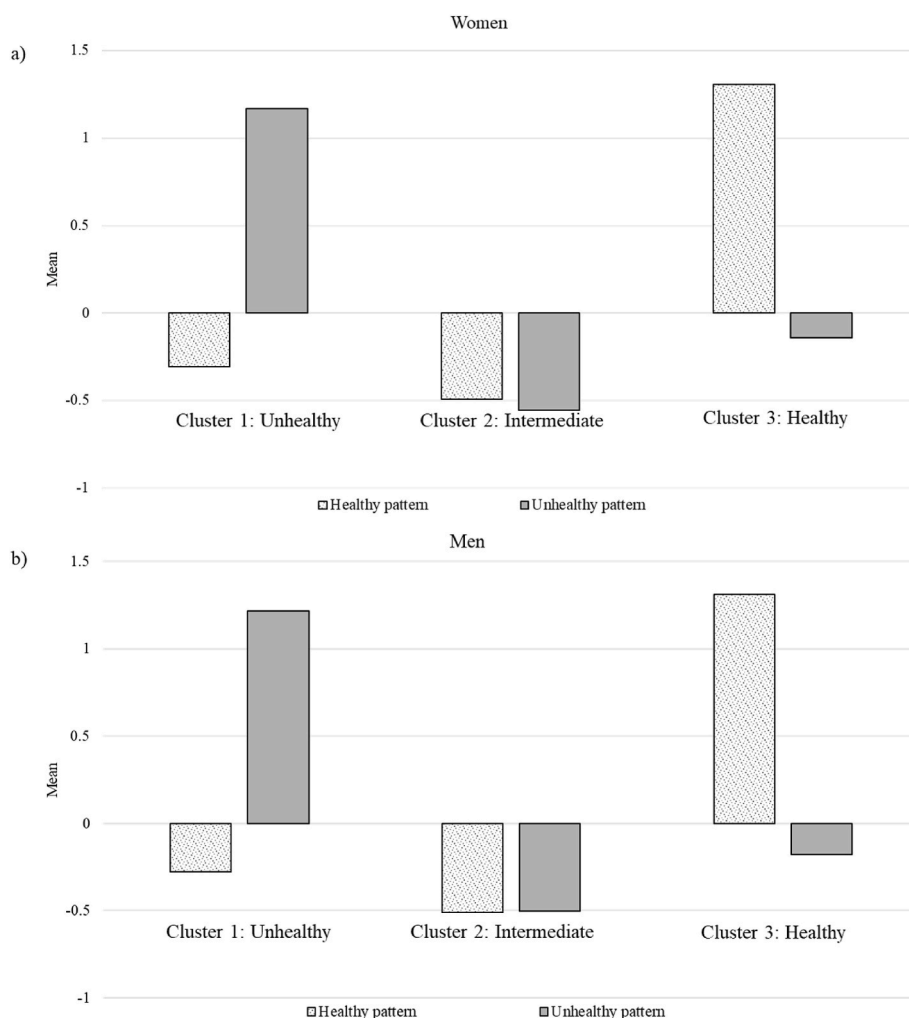 Women
a)
1.5
1
0.5
Mean
0
-0.5
Cluster 1: Unhealthy Cluster 2: Intermediate Cluster 3: Healthy
-1
Healthy pattern Unhealthy pattern
Men
b)
1.5
1
0.5
Mean
0
-0.5
Cluster 1: Unhealthy Cluster 2: Intermediate Cluster 3: Healthy
-1
Healthy pattern Unhealthy pattern